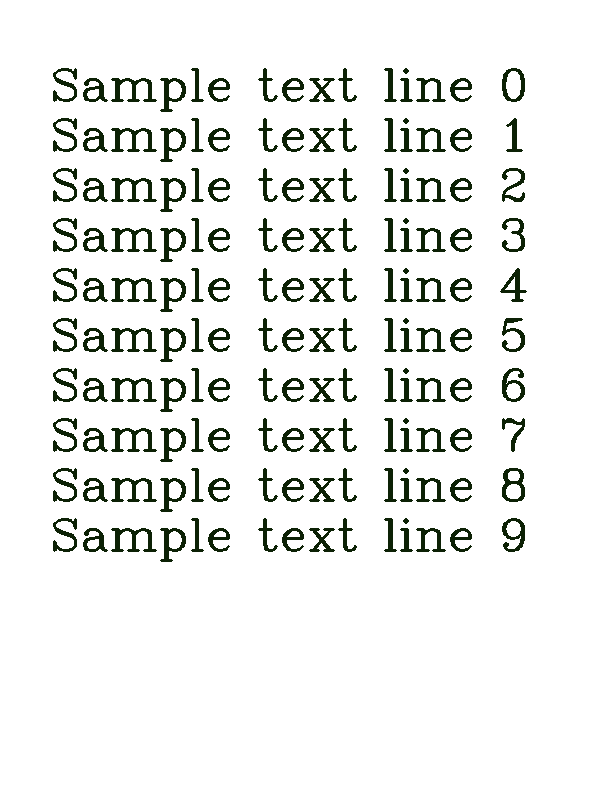 Sample text line 0
Sample text line 1
Sample text line 2
Sample text line 3
Sample text line 4
Sample text line 5
Sample text line 6
Sample text line 7
Sample text line 8
Sample text line 9